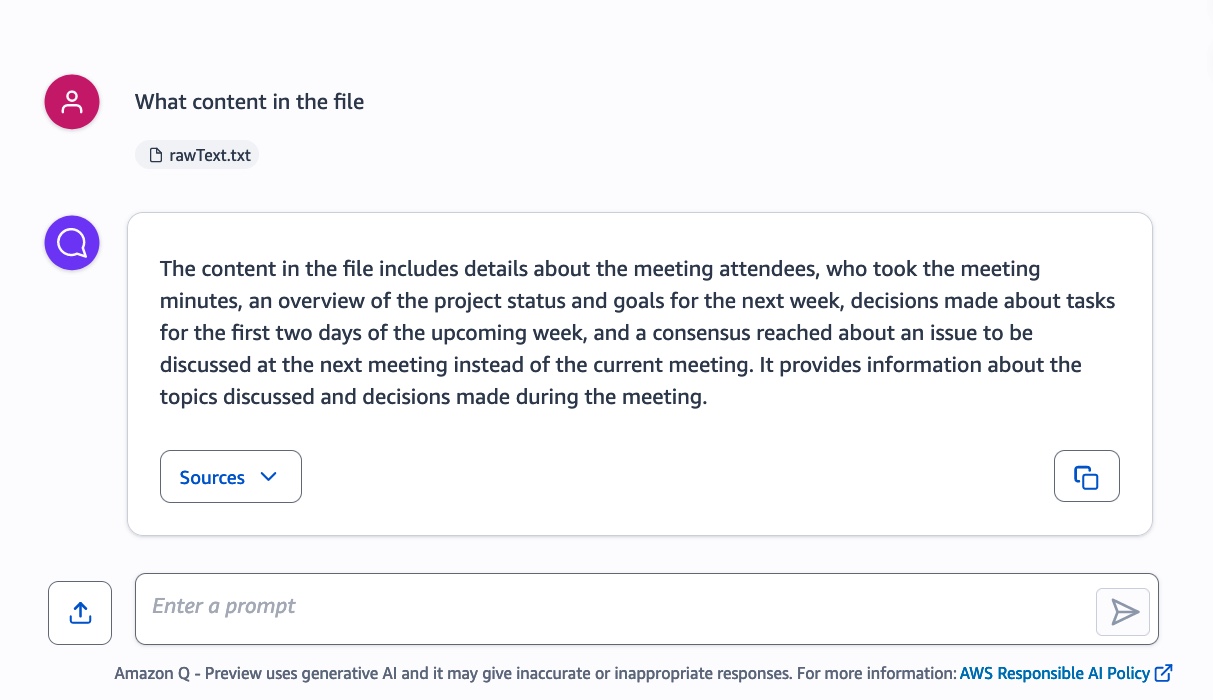 What content in the file
rawText.txt
The content in the file includes details about the meeting attendees, who took the meeting
minutes, an overview of the project status and goals for the next week, decisions made about tasks
for the first two days of the upcoming week, and a consensus reached about an issue to be
discussed at the next meeting instead of the current meeting. It provides information about the
topics discussed and decisions made during the meeting.
Sources
Enter a prompt
Amazon Q - Preview uses generative AI and it may give inaccurate or inappropriate responses. For more information: AWS Responsible AI Policy